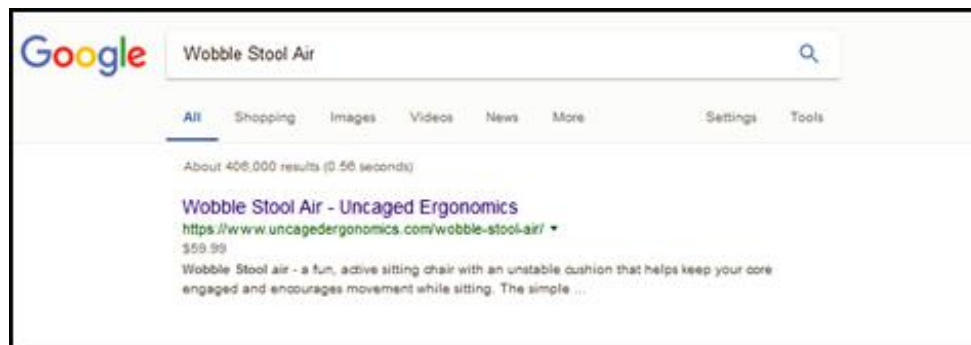 Google Wobble Stool Air
All Shopping Images Videos News More Settings Tools
About 406,000 results (0.56 seconds)
Wobble Stool Air - Uncaged Ergonomics
https://www.uncagedergonomics.com/wobble-stool-air/
$59.99
Wobble Stool air - a fun, active sitting chair with an unstable cushion that helps keep your core
engaged and encourages movement while sitting. The simple ...